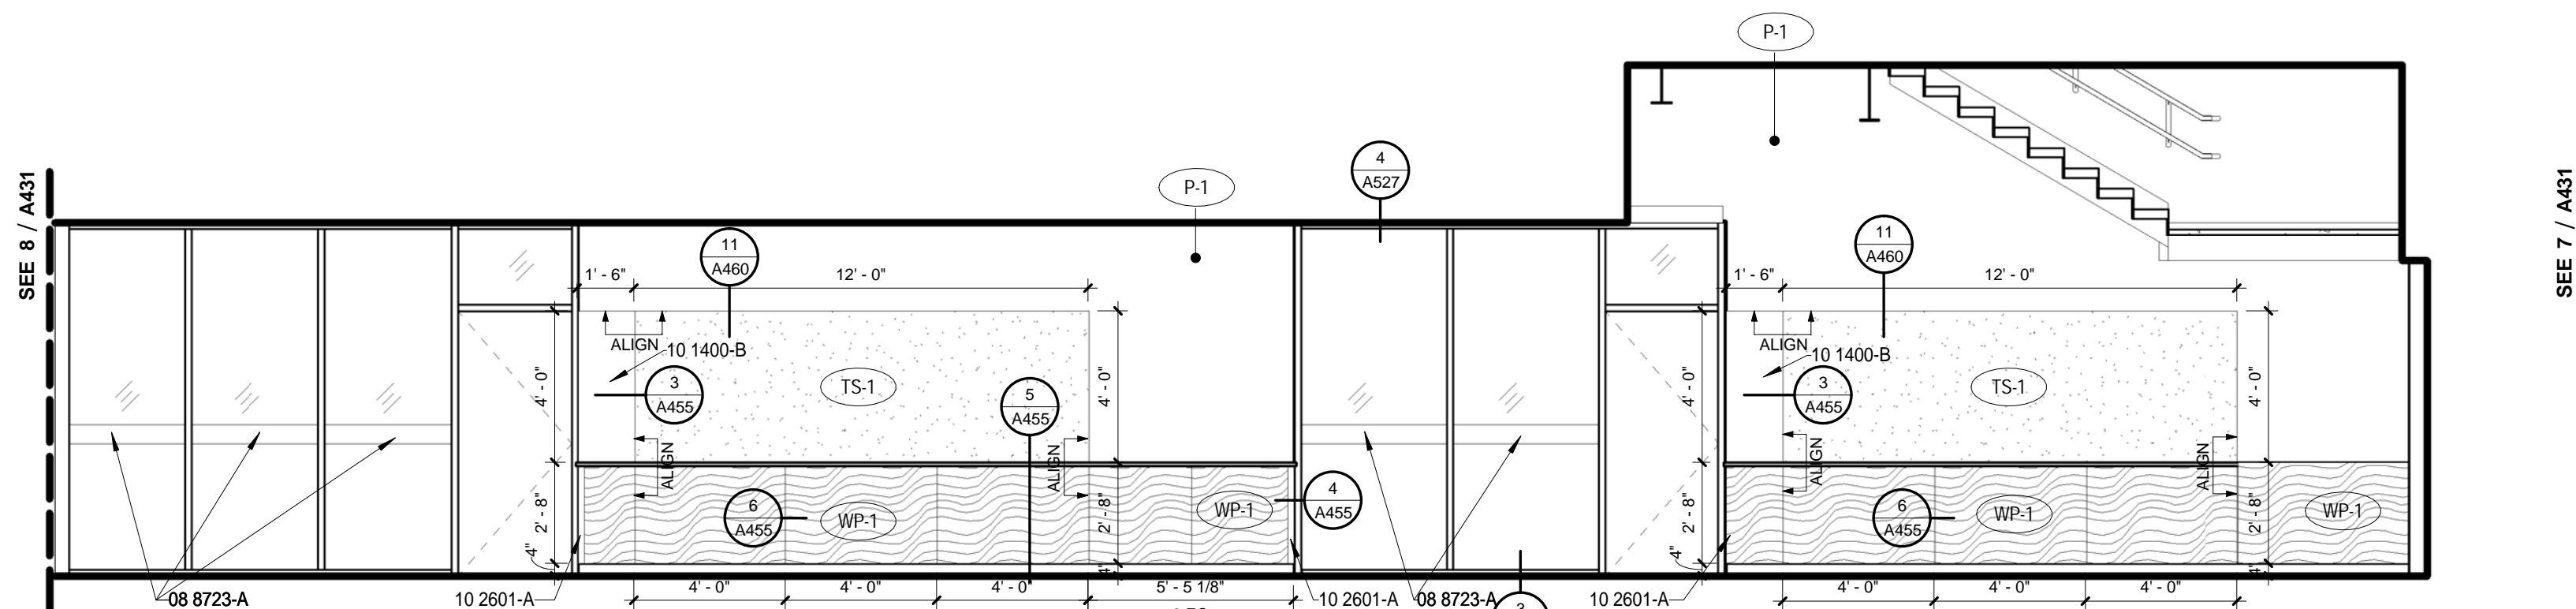 P-1
4
A527
P-1
SEE 8 / A431
SEE 7 / A431
11
A460
11
A460
1' - 6"
12' - 0"
1' - 6"
12' - 0"
ALIGN
10 1400-B
ALIGN
10 1400-B
3
A455
TS-1
5
A455
4' - 0"
4' - 0"
4' - 0"
3
A455
TS-1
4' - 0"
ALIGN
ALIGN
ALIGN
ALIGN
6
A455
WP-1
WP-1
4
A455
6
A455
WP-1
WP-1
2' - 8"
2' - 8"
2' - 8"
2' - 8"
4"
4"
4"
4"
08 8723-A
10 2601-A
4' - 0"
4' - 0"
4' - 0"
5' - 5 1/8"
10 2601-A
08 8723-A
3
10 2601-A
4' - 0"
4' - 0"
4' - 0"